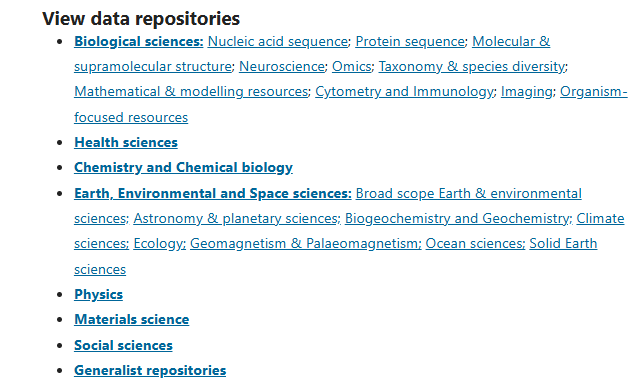 View data repositories
• Biological sciences: Nucleic acid sequence; Protein sequence; Molecular &
supramolecular structure; Neuroscience; Omics; Taxonomy & species diversity;
Mathematical & modelling resources; Cytometry and Immunology; Imaging; Organism-
focused resources
• Health sciences
• Chemistry and Chemical biology
• Earth, Environmental and Space sciences: Broad scope Earth & environmental
sciences; Astronomy & planetary sciences; Biogeochemistry and Geochemistry; Climate
sciences; Ecology; Geomagnetism & Palaeomagnetism; Ocean sciences; Solid Earth
sciences
• Physics
• Materials science
• Social sciences
• Generalist repositories